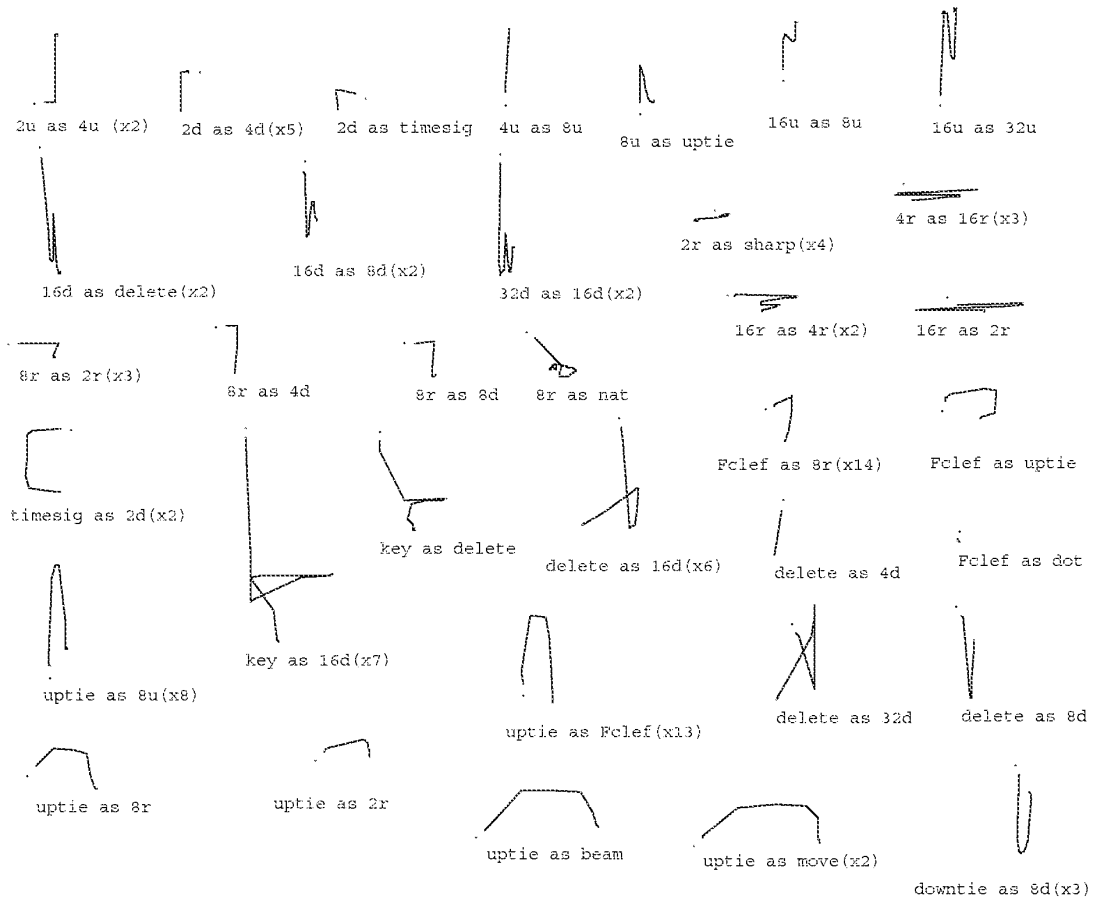 2u as 4u (x2)
2d as 4d(x5)
2d as timesig
4u as 8u
8u as uptie
16u as 8u
16u as 32u
16d as delete(x2)
16d as 8d(x2)
32d as 16d(x2)
2r as sharp(x4)
4r as 16r(x3)
16r as 4r(x2)
16r as 2r
8r as 2r(x3)
8r as 4d
8r as 8d
8r as nat
Fclef as 8r(x14)
Fclef as uptie
timesig as 2d(x2)
key as delete
delete as 16d(x6)
delete as 4d
Fclef as dot
uptie as 8u(x8)
key as 16d(x7)
uptie as Fclef(x13)
delete as 32d
delete as 8d
uptie as 8r
uptie as 2r
uptie as beam
uptie as move(x2)
downtie as 8d(x3)